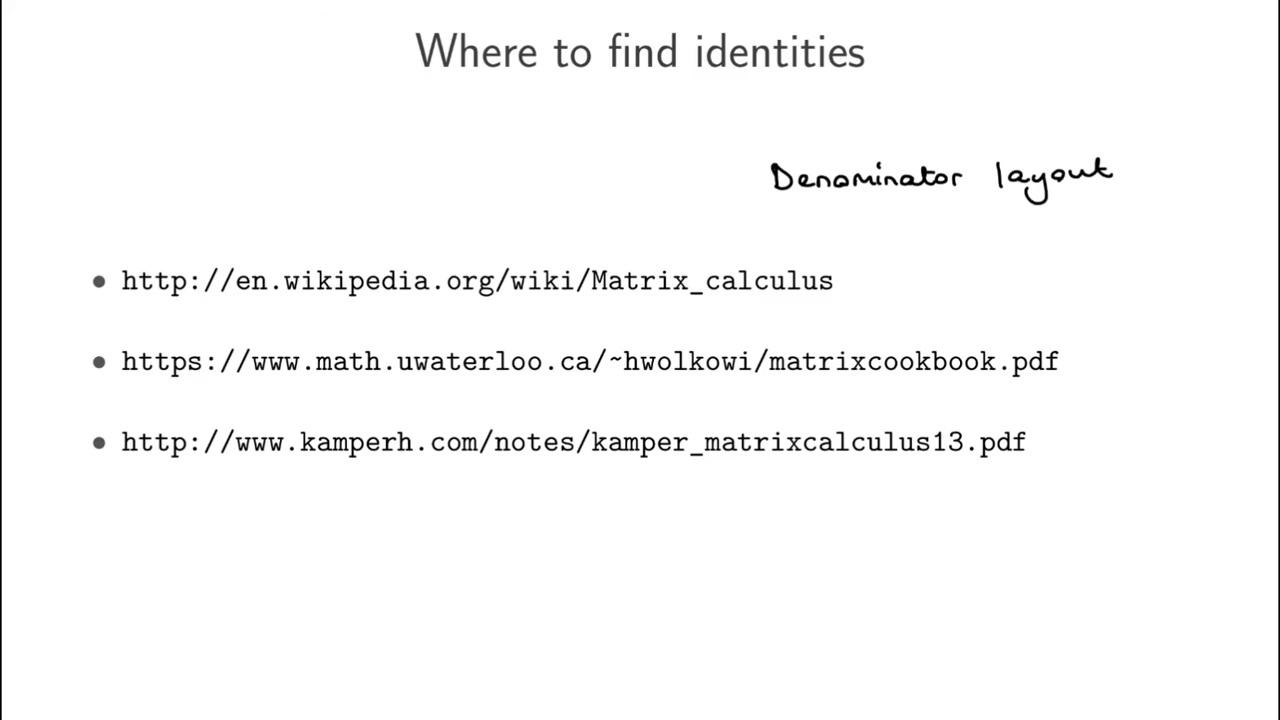 Where to find identities
Denominator layout
• http://en.wikipedia.org/wiki/Matrix_calculus
• https://www.math.uwaterloo.ca/~hwolkowi/matrixcookbook.pdf
• http://www.kamperh.com/notes/kamper_matrixcalculus13.pdf